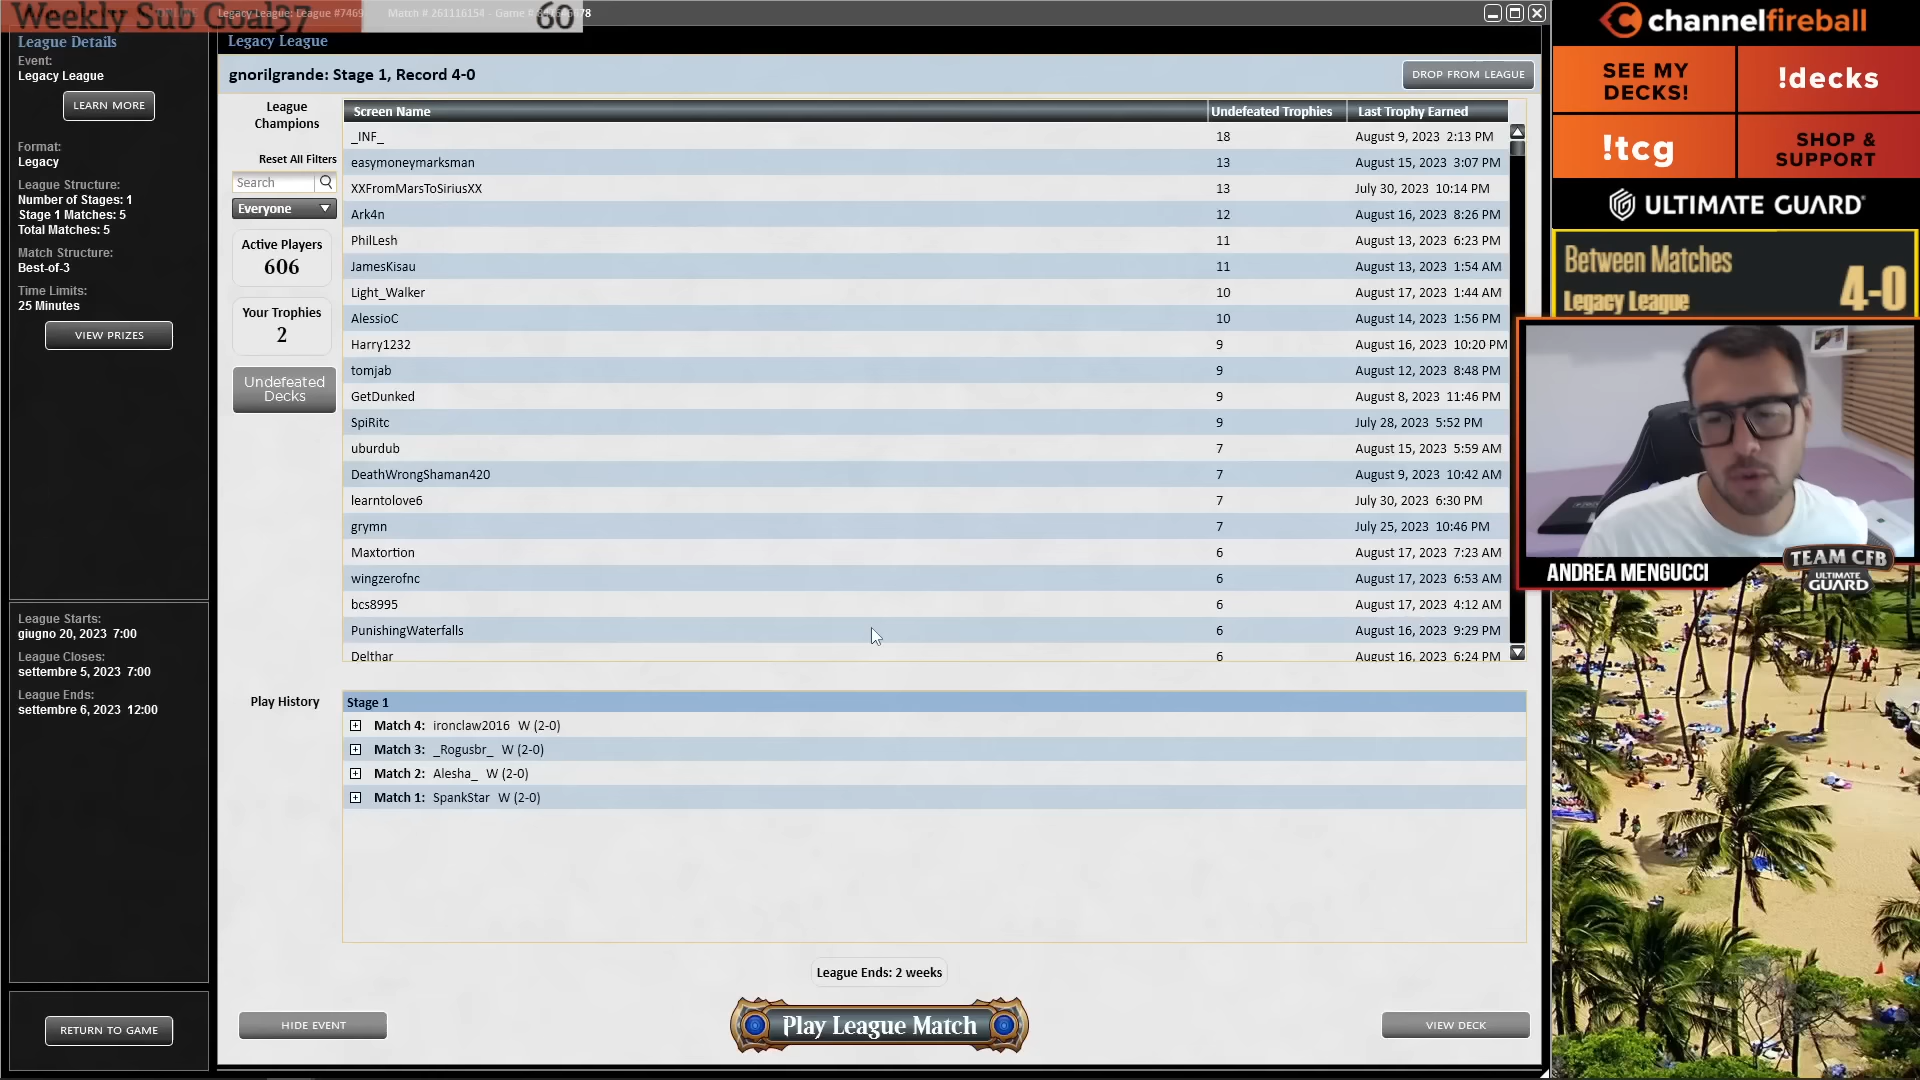 Weekly Sub Goal 37 60
ONLINE Legacy League: League #7469 Match # 261116154 - Game #
League Details
Event:
Legacy League
LEARN MORE
Format:
Legacy
League Structure:
Number of Stages: 1
Stage 1 Matches: 5
Total Matches: 5
Match Structure:
Best-of-3
Time Limits:
25 Minutes
VIEW PRIZES
League Starts:
giugno 20, 2023 7:00
League Closes:
settembre 5, 2023 7:00
League Ends:
settembre 6, 2023 12:00
RETURN TO GAME
Legacy League
gnorilgrande: Stage 1, Record 4-0
DROP FROM LEAGUE
League
Champions
Reset All Filters
Search
Everyone
Active Players
606
Your Trophies
2
Undefeated
Decks
Screen Name Undefeated Trophies Last Trophy Earned
_INF_ 18 August 9, 2023 2:13 PM
easymoneymarksman 13 August 15, 2023 3:07 PM
XXFromMarsToSiriusXX 13 July 30, 2023 10:14 PM
Ark4n 12 August 16, 2023 8:26 PM
PhilLesh 11 August 13, 2023 6:23 PM
JamesKisau 11 August 13, 2023 1:54 AM
Light_Walker 10 August 17, 2023 1:44 AM
AlessioC 10 August 14, 2023 1:56 PM
Harry1232 9 August 16, 2023 10:20 PM
tomjab 9 August 12, 2023 8:48 PM
GetDunked 9 August 8, 2023 11:46 PM
SpiRitc 9 July 28, 2023 5:52 PM
uburdub 7 August 15, 2023 5:59 AM
DeathWrongShaman420 7 August 9, 2023 10:42 AM
learntolove6 7 July 30, 2023 6:30 PM
grymn 7 July 25, 2023 10:46 PM
Maxtortion 6 August 17, 2023 7:23 AM
wingzerofnc 6 August 17, 2023 6:53 AM
bcs8995 6 August 17, 2023 4:12 AM
PunishingWaterfalls 6 August 16, 2023 9:29 PM
Delthar 6 August 16, 2023 6:24 PM
Play History
Stage 1
Match 4: ironclaw2016 W (2-0)
Match 3: _Rogusbr_ W (2-0)
Match 2: Alesha_ W (2-0)
Match 1: SpankStar W (2-0)
League Ends: 2 weeks
HIDE EVENT
Play League Match
VIEW DECK
channelfireball
SEE MY
DECKS!
!decks
!tcg
SHOP &
SUPPORT
ULTIMATE GUARD
Between Matches
Legacy League
4-0
ANDREA MENGUCCI
TEAM CFB
ULTIMATE
GUARD